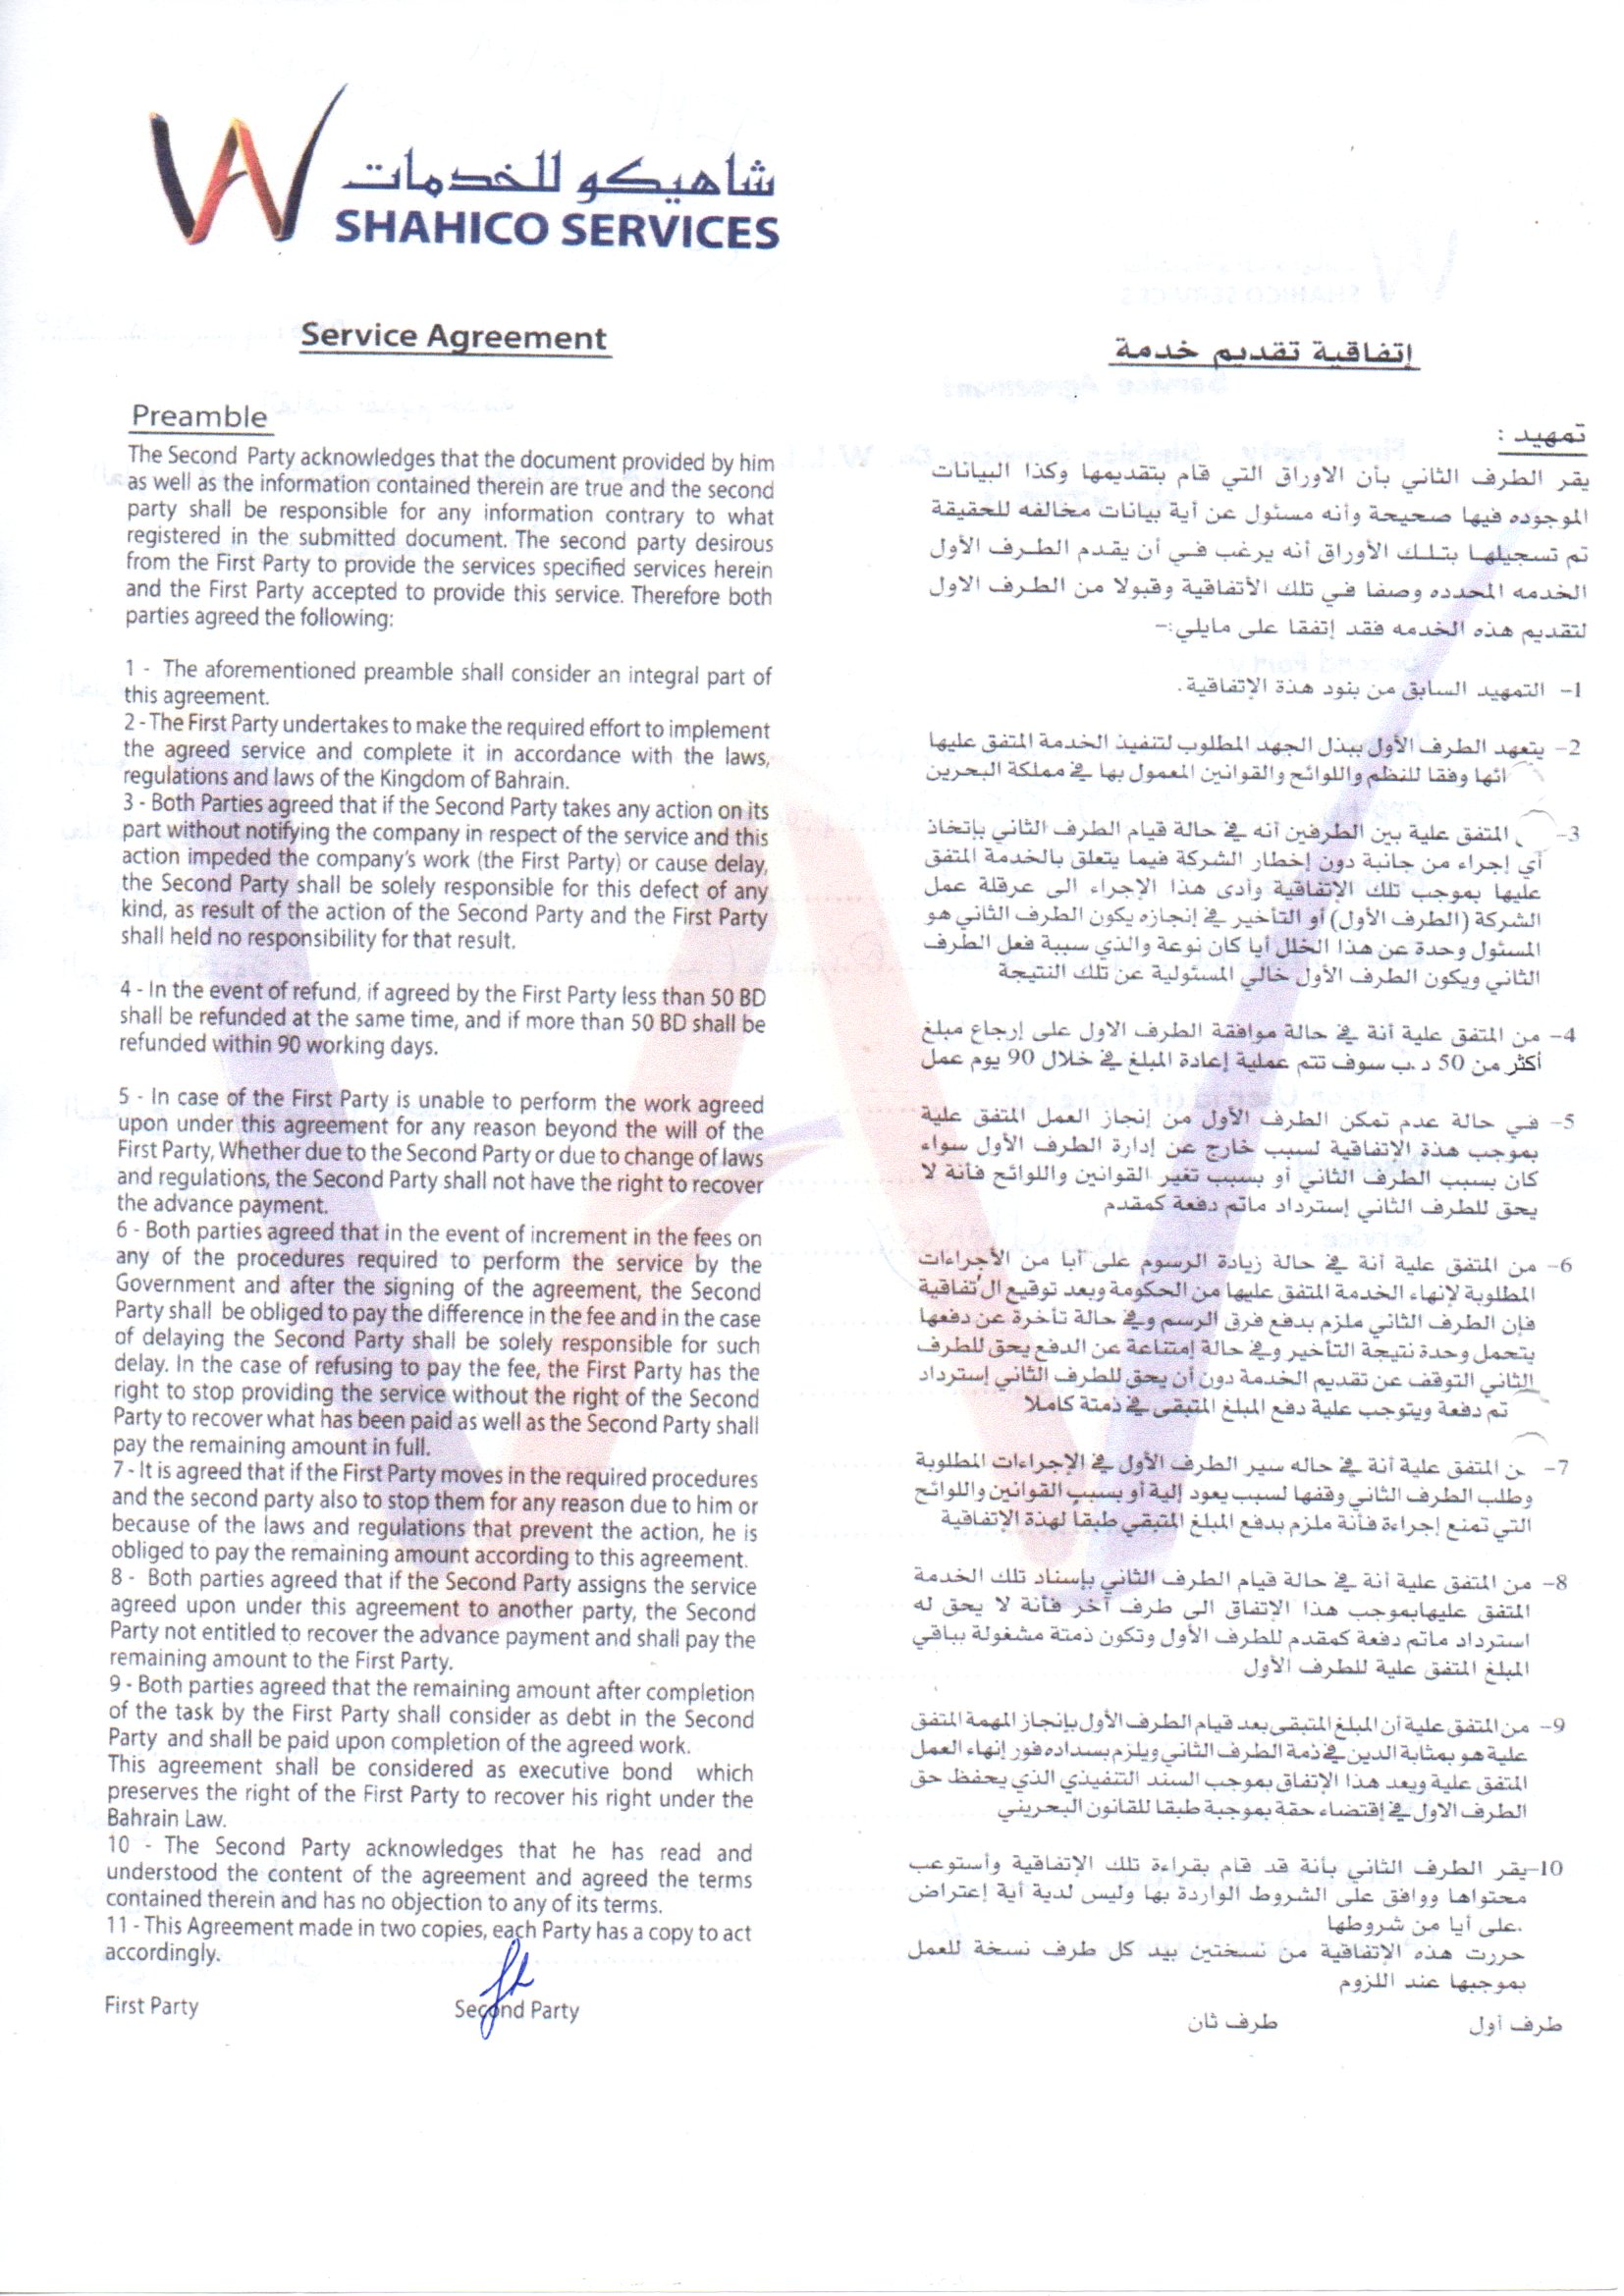 شاهيكو للخدمات
SHAHICO SERVICES
Service Agreement
Preamble
The Second Party acknowledges that the document provided by him
as well as the information contained therein are true and the second
party shall be responsible for any information contrary to what
registered in the submitted document. The second party desirous
from the First Party to provide the services specified services herein
and the First Party accepted to provide this service. Therefore both
parties agreed the following:
1 - The aforementioned preamble shall consider an integral part of
this agreement.
2 - The First Party undertakes to make the required effort to implement
the agreed service and complete it in accordance with the laws,
regulations and laws of the Kingdom of Bahrain.
3 - Both Parties agreed that if the Second Party takes any action on its
part without notifying the company in respect of the service and this
action impeded the company's work (the First Party) or cause delay,
the Second Party shall be solely responsible for this defect of any
kind, as result of the action of the Second Party and the First Party
shall held no responsibility for that result.
4 - In the event of refund, if agreed by the First Party less than 50 BD
shall be refunded at the same time, and if more than 50 BD shall be
refunded within 90 working days.
5 - In case of the First Party is unable to perform the work agreed
upon under this agreement for any reason beyond the will of the
First Party, Whether due to the Second Party or due to change of laws
and regulations, the Second Party shall not have the right to recover
the advance payment.
6 - Both parties agreed that in the event of increment in the fees on
any of the procedures required to perform the service by the
Government and after the signing of the agreement, the Second
Party shall be obliged to pay the difference in the fee and in the case
of delaying the Second Party shall be solely responsible for such
delay. In the case of refusing to pay the fee, the First Party has the
right to stop providing the service without the right of the Second
Party to recover what has been paid as well as the Second Party shall
pay the remaining amount in full.
7 - It is agreed that if the First Party moves in the required procedures
and the second party also to stop them for any reason due to him or
because of the laws and regulations that prevent the action, he is
obliged to pay the remaining amount according to this agreement.
8 - Both parties agreed that if the Second Party assigns the service
agreed upon under this agreement to another party, the Second
Party not entitled to recover the advance payment and shall pay the
remaining amount to the First Party.
9 - Both parties agreed that the remaining amount after completion
of the task by the First Party shall consider as debt in the Second
Party and shall be paid upon completion of the agreed work.
This agreement shall be considered as executive bond which
preserves the right of the First Party to recover his right under the
Bahrain Law.
10 - The Second Party acknowledges that he has read and
understood the content of the agreement and agreed the terms
contained therein and has no objection to any of its terms.
11 - This Agreement made in two copies, each Party has a copy to act
accordingly.
First Party Second Party
إتفاقية تقديم خدمة
تمهيد :
يقر الطرف الثاني بأن الاوراق التي قام بتقديمها وكذا البيانات
الموجوده فيها صحيحة وأنه مسئول عن أية بيانات مخالفه للحقيقة
تم تسجيلها بتلك الأوراق أنه يرغب في أن يقدم الطرف الأول
الخدمه المحدده وصفا في تلك الأتفاقية وقبولا من الطرف الاول
لتقديم هذه الخدمه فقد إتفقا على مايلي:-
1- التمهيد السابق من بنود هذة الإتفاقية.
2- يتعهد الطرف الأول ببذل الجهد المطلوب لتنفيذ الخدمة المتفق عليها
ائها وفقا للنظم واللوائح والقوانين المعمول بها في مملكة البحرين
3- المتفق علية بين الطرفين أنه في حالة قيام الطرف الثاني بإتخاذ
أي إجراء من جانبة دون إخطار الشركة فيما يتعلق بالخدمة المتفق
عليها بموجب تلك الإتفاقية وأدى هذا الإجراء الى عرقلة عمل
الشركة (الطرف الأول) أو التأخير في إنجازه يكون الطرف الثاني هو
المسئول وحدة عن هذا الخلل أيا كان نوعة والذي سببة فعل الطرف
الثاني ويكون الطرف الأول خالي المسئولية عن تلك النتيجة
4- من المتفق علية أنة في حالة موافقة الطرف الاول على إرجاع مبلغ
أكثر من 50 د.ب سوف تتم عملية إعادة المبلغ في خلال 90 يوم عمل
5- في حالة عدم تمكن الطرف الأول من إنجاز العمل المتفق علية
بموجب هذة الإتفاقية لسبب خارج عن إدارة الطرف الأول سواء
كان بسبب الطرف الثاني أو بسبب تغير القوانين واللوائح فأنة لا
يحق للطرف الثاني إسترداد ماتم دفعة كمقدم
6- من المتفق علية أنة في حالة زيادة الرسوم على أيا من الأجراءات
المطلوبة لإنهاء الخدمة المتفق عليها من الحكومة وبعد توقيع ال تفاقية
فإن الطرف الثاني ملزم بدفع فرق الرسم وفي حالة تأخرة عن دفعها
يتحمل وحدة نتيجة التأخير وفي حالة إمتناعة عن الدفع يحق للطرف
الثاني التوقف عن تقديم الخدمة دون أن يحق للطرف الثاني إسترداد
تم دفعة ويتوجب علية دفع المبلغ المتبقى في ذمتة كاملا
7- ن المتفق علية أنة في حاله سير الطرف الأول في الإجراءات المطلوبة
وطلب الطرف الثاني وقفها لسبب يعود إلية أو بسبب القوانين واللوائح
التي تمنع إجراءة فأنة ملزم بدفع المبلغ المتبقي طبقاً لهذة الإتفاقية
8- من المتفق علية أنة في حالة قيام الطرف الثاني بإسناد تلك الخدمة
المتفق عليهابموجب هذا الإتفاق الى طرف آخر فأنة لا يحق له
استرداد ماتم دفعة كمقدم للطرف الأول وتكون ذمتة مشغولة بباقي
المبلغ المتفق علية للطرف الأول
9- من المتفق علية أن المبلغ المتبقى بعد قيام الطرف الأول بإنجاز المهمة المتفق
علية هو بمثابة الدين في ذمة الطرف الثاني ويلزم بسداده فور إنهاء العمل
المتفق علية ويعد هذا الإتفاق بموجب السند التنفيذي الذي يحفظ حق
الطرف الاول في إقتضاء حقة بموجبة طبقا للقانون البحريني
10-يقر الطرف الثاني بأنة قد قام بقراءة تلك الإتفاقية وأستوعب
محتواها ووافق على الشروط الواردة بها وليس لدية أية إعتراض
.على أيا من شروطها
حررت هذه الإتفاقية من نسختين بيد كل طرف نسخة للعمل
بموجبها عند اللزوم
طرف أول طرف ثان